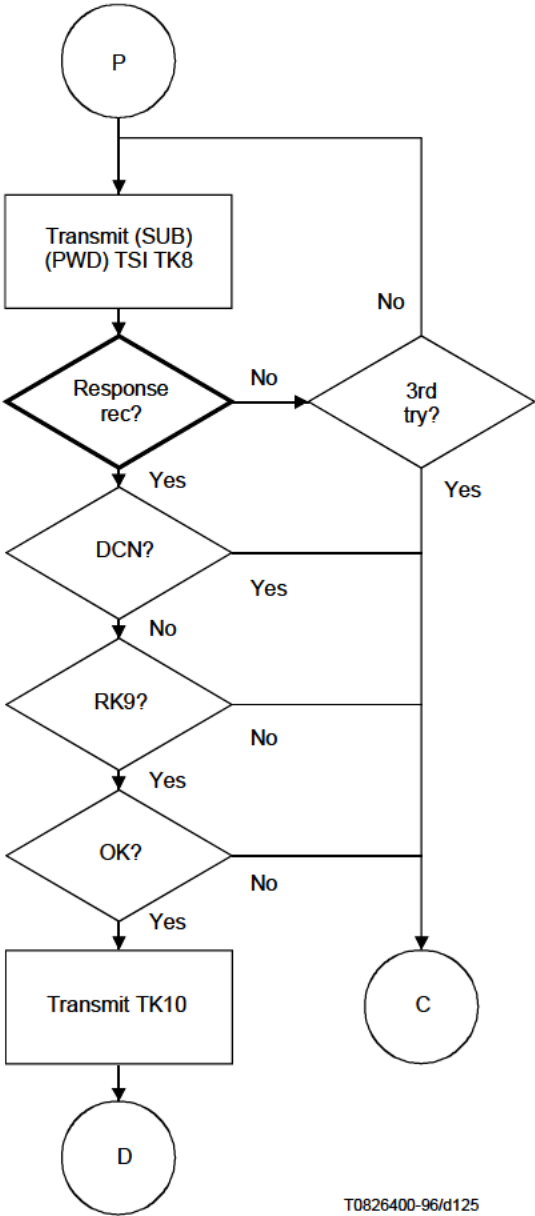 P
Transmit (SUB)
(PWD) TSI TK8
No
Response
rec?
No
3rd
try?
Yes
Yes
DCN?
Yes
No
RK9?
No
Yes
OK?
No
Yes
Transmit TK10
C
D
T0826400-96/d125